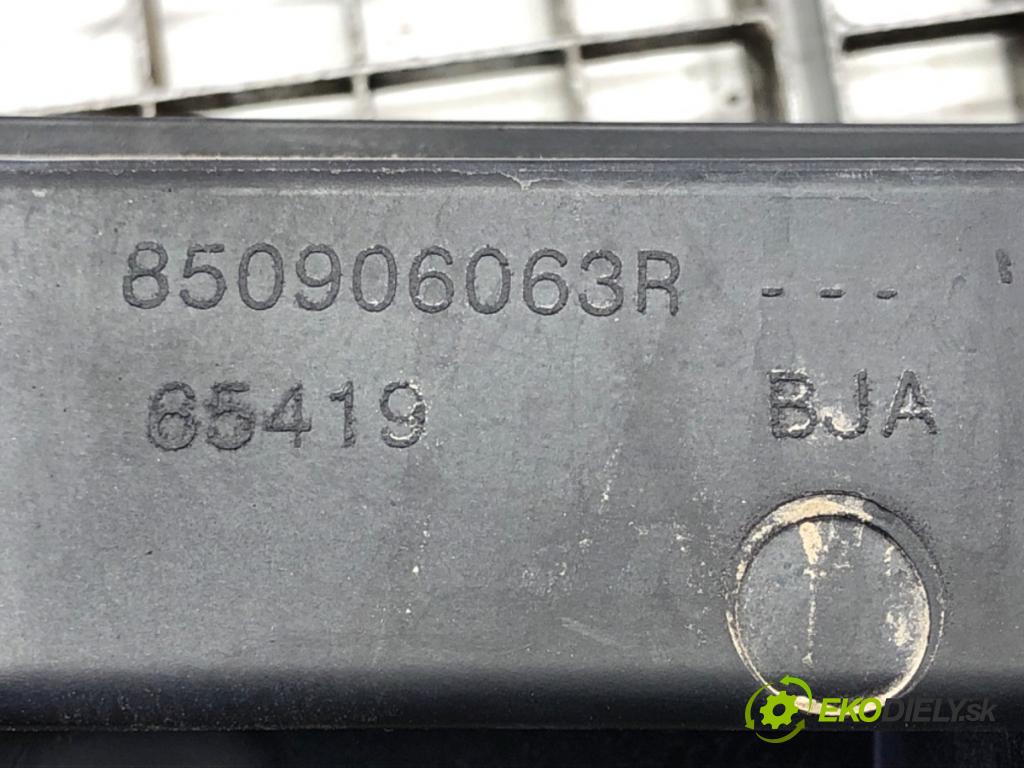 850906063R ---
65419 BJA
EKODIELY.sk